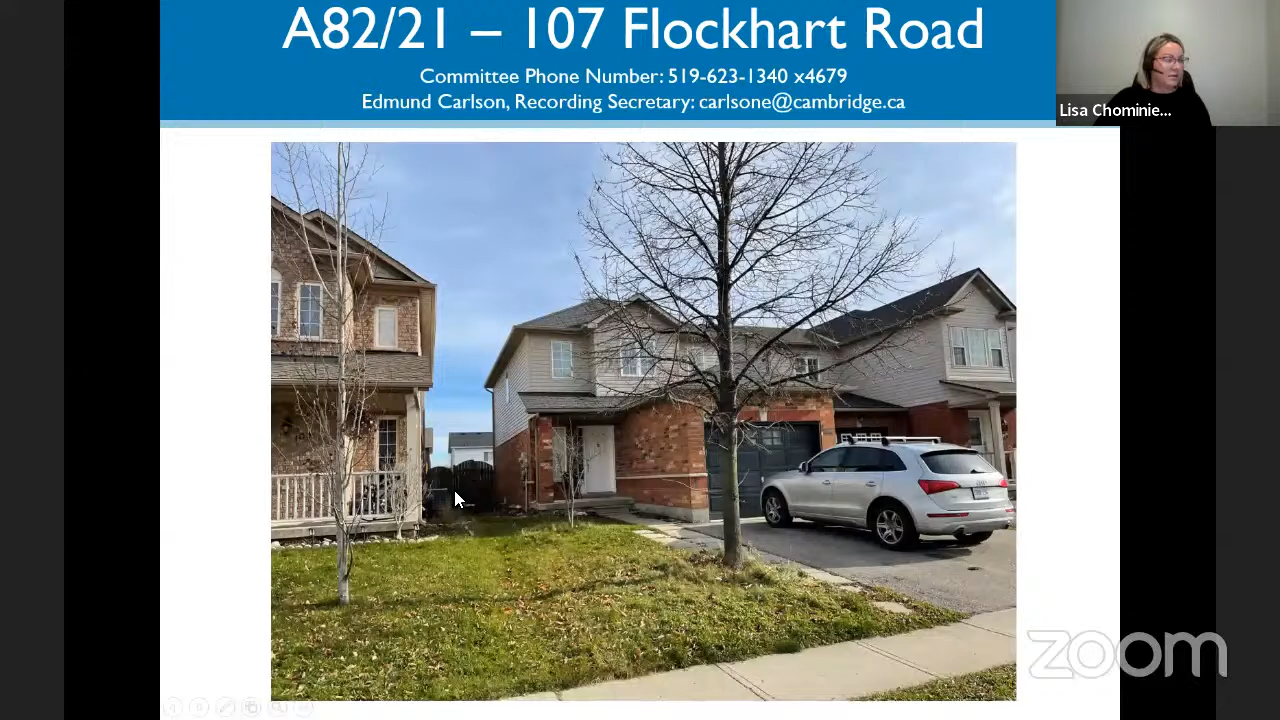 A82/21 – 107 Flockhart Road
Committee Phone Number: 519-623-1340 x4679
Edmund Carlson, Recording Secretary: carlsone@cambridge.ca
Lisa Chominie...
zoom